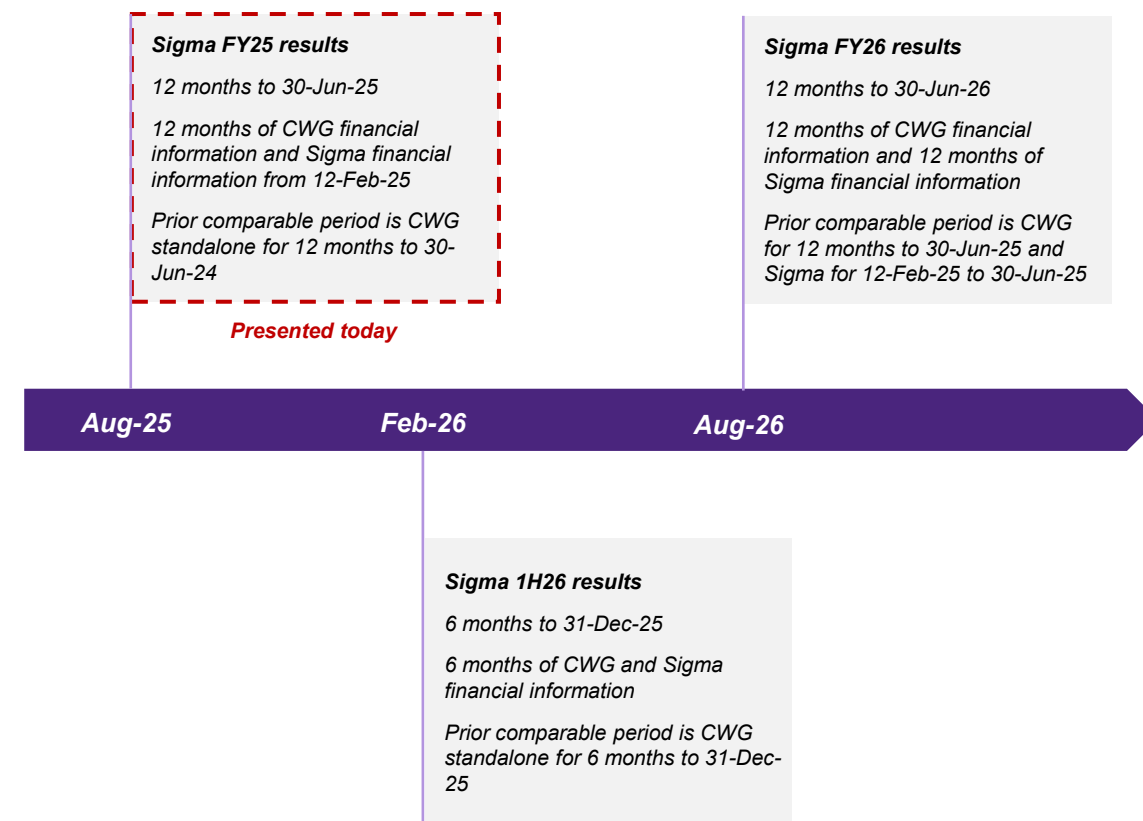 Sigma FY25 results
12 months to 30-Jun-25
12 months of CWG financial
information and Sigma financial
information from 12-Feb-25
Prior comparable period is CWG
standalone for 12 months to 30-
Jun-24
Presented today
Sigma FY26 results
12 months to 30-Jun-26
12 months of CWG financial
information and 12 months of
Sigma financial information
Prior comparable period is CWG
for 12 months to 30-Jun-25 and
Sigma for 12-Feb-25 to 30-Jun-25
Aug-25
Feb-26
Aug-26
Sigma 1H26 results
6 months to 31-Dec-25
6 months of CWG and Sigma
financial information
Prior comparable period is CWG
standalone for 6 months to 31-Dec-
25